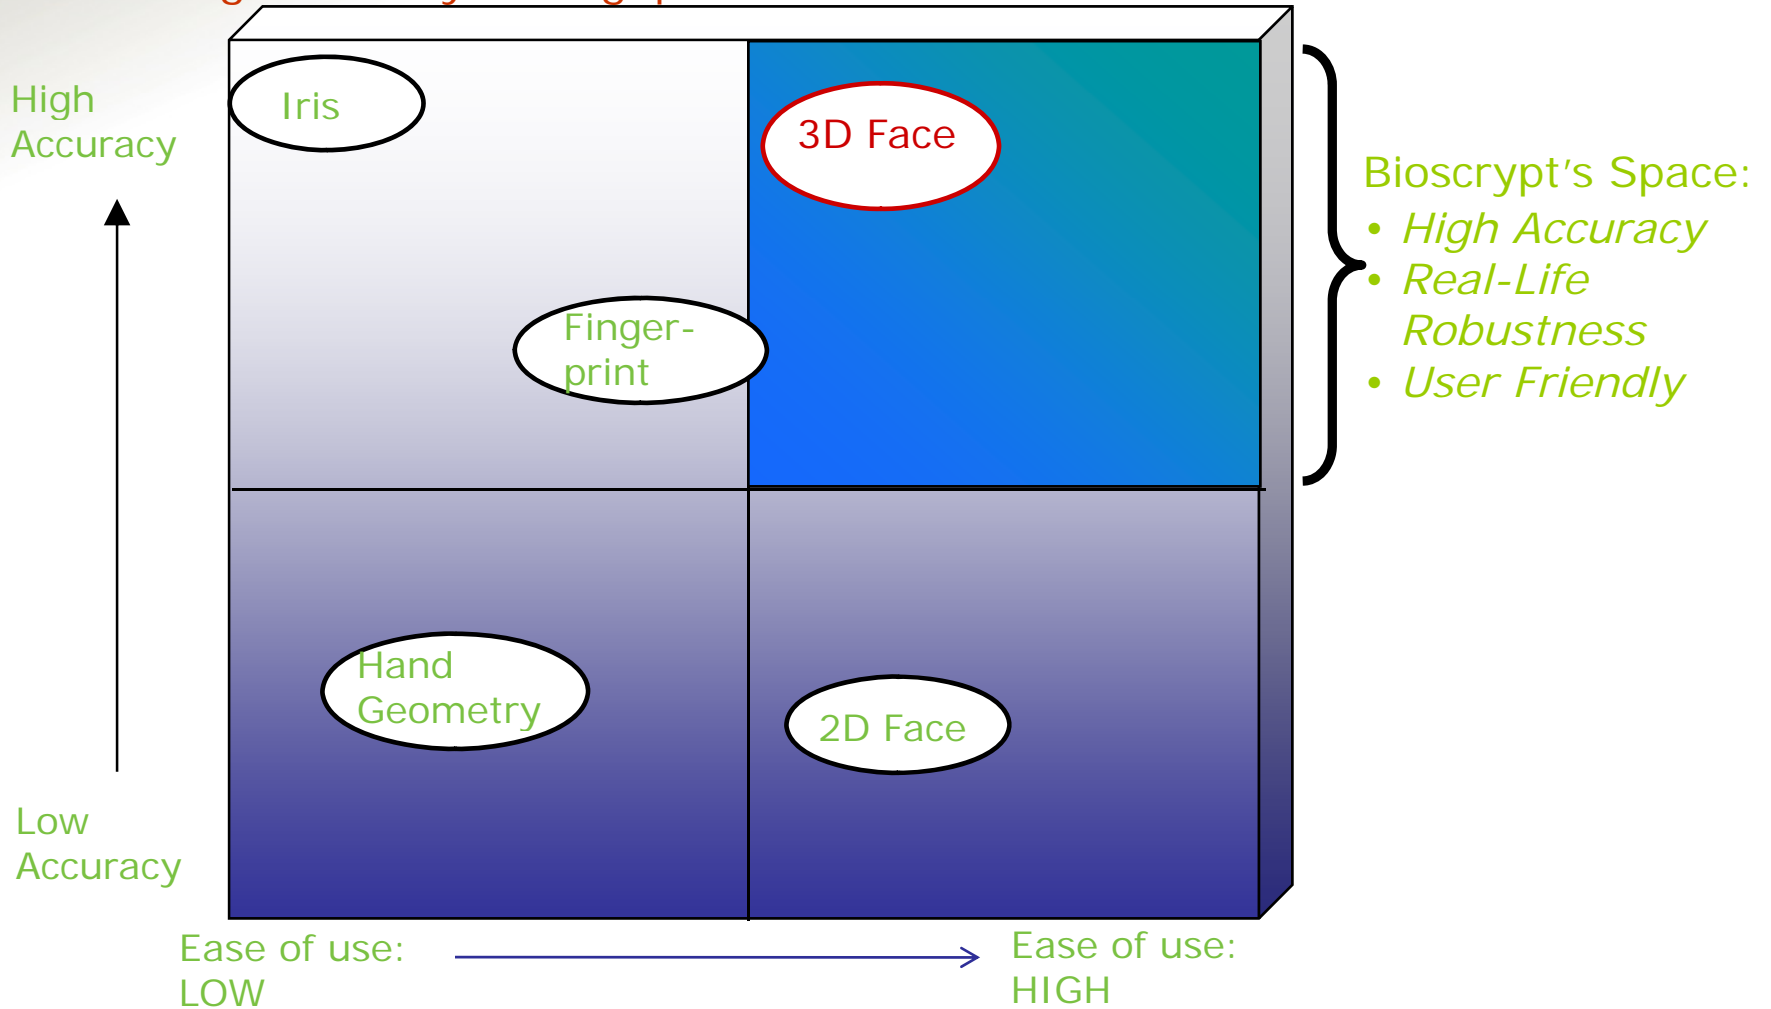 High
Accuracy
Iris
3D Face
Bioscrypt's Space:
• High Accuracy
• Real-Life
Robustness
• User Friendly
Finger-
print
Hand
Geometry
2D Face
Low
Accuracy
Ease of use:
LOW
Ease of use:
HIGH